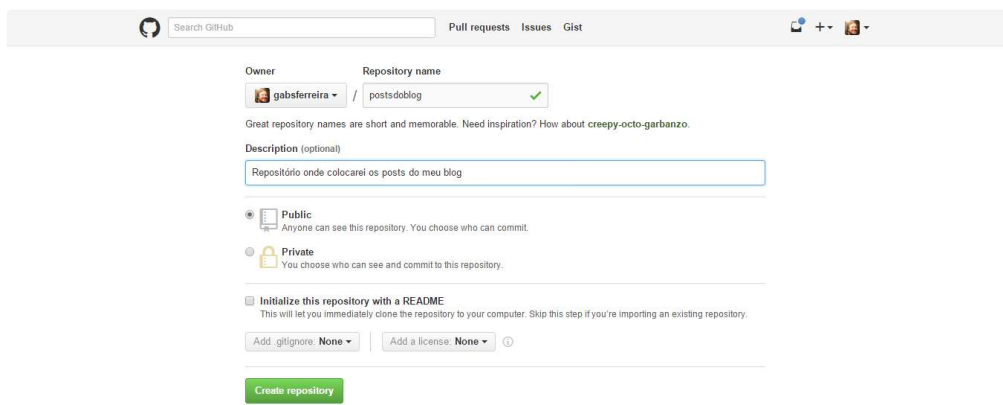 Search GitHub
Pull requests Issues Gist
Owner Repository name
gabsferreira / postsdoblog
Great repository names are short and memorable. Need inspiration? How about creepy-octo-garbanzo.
Description (optional)
Repositório onde colocarei os posts do meu blog
Public
Anyone can see this repository. You choose who can commit.
Private
You choose who can see and commit to this repository.
Initialize this repository with a README
This will let you immediately clone the repository to your computer. Skip this step if you're importing an existing repository.
Add .gitignore: None Add a license: None
Create repository